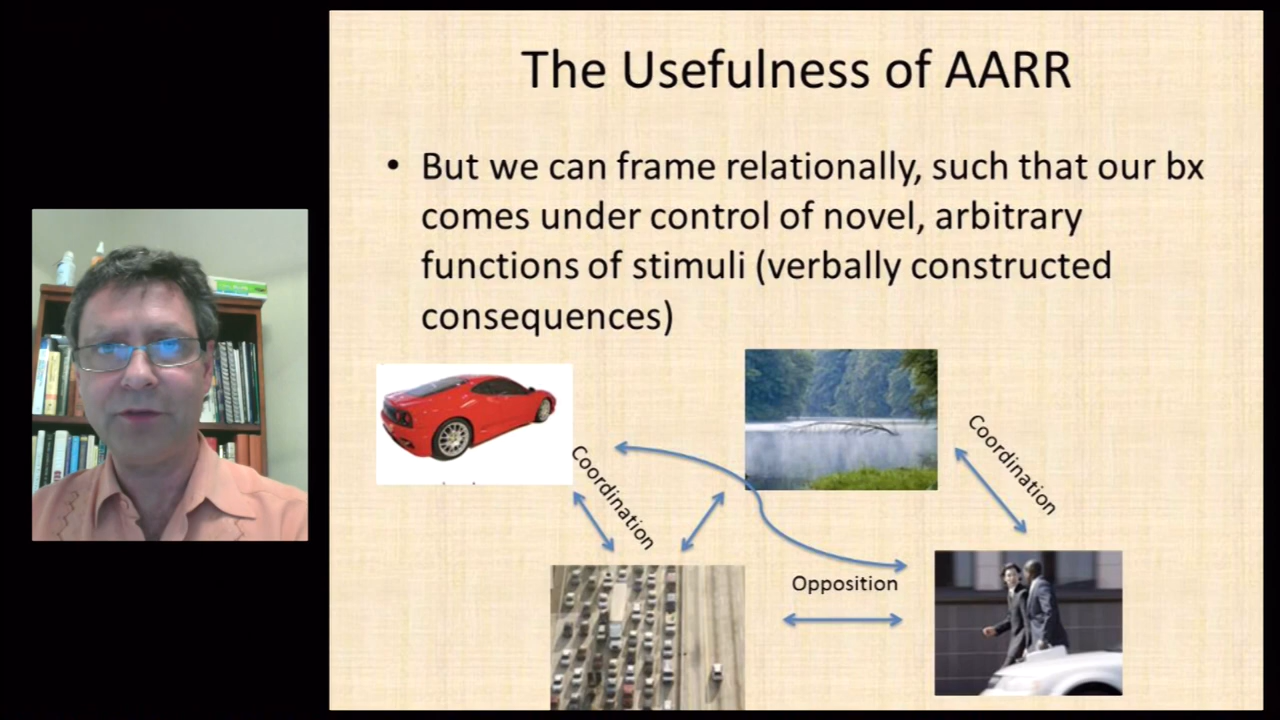 The Usefulness of AARR
• But we can frame relationally, such that our bx
comes under control of novel, arbitrary
functions of stimuli (verbally constructed
consequences)
Coordination
Coordination
Opposition